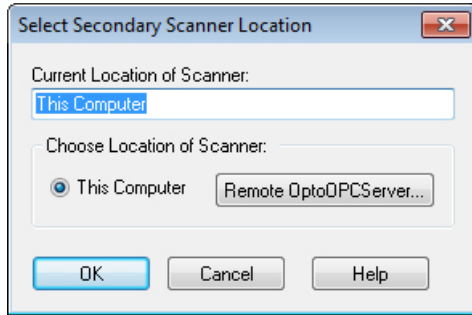 Select Secondary Scanner Location
Current Location of Scanner:
This Computer
Choose Location of Scanner:
This Computer
Remote OptoOPCServer...
OK
Cancel
Help